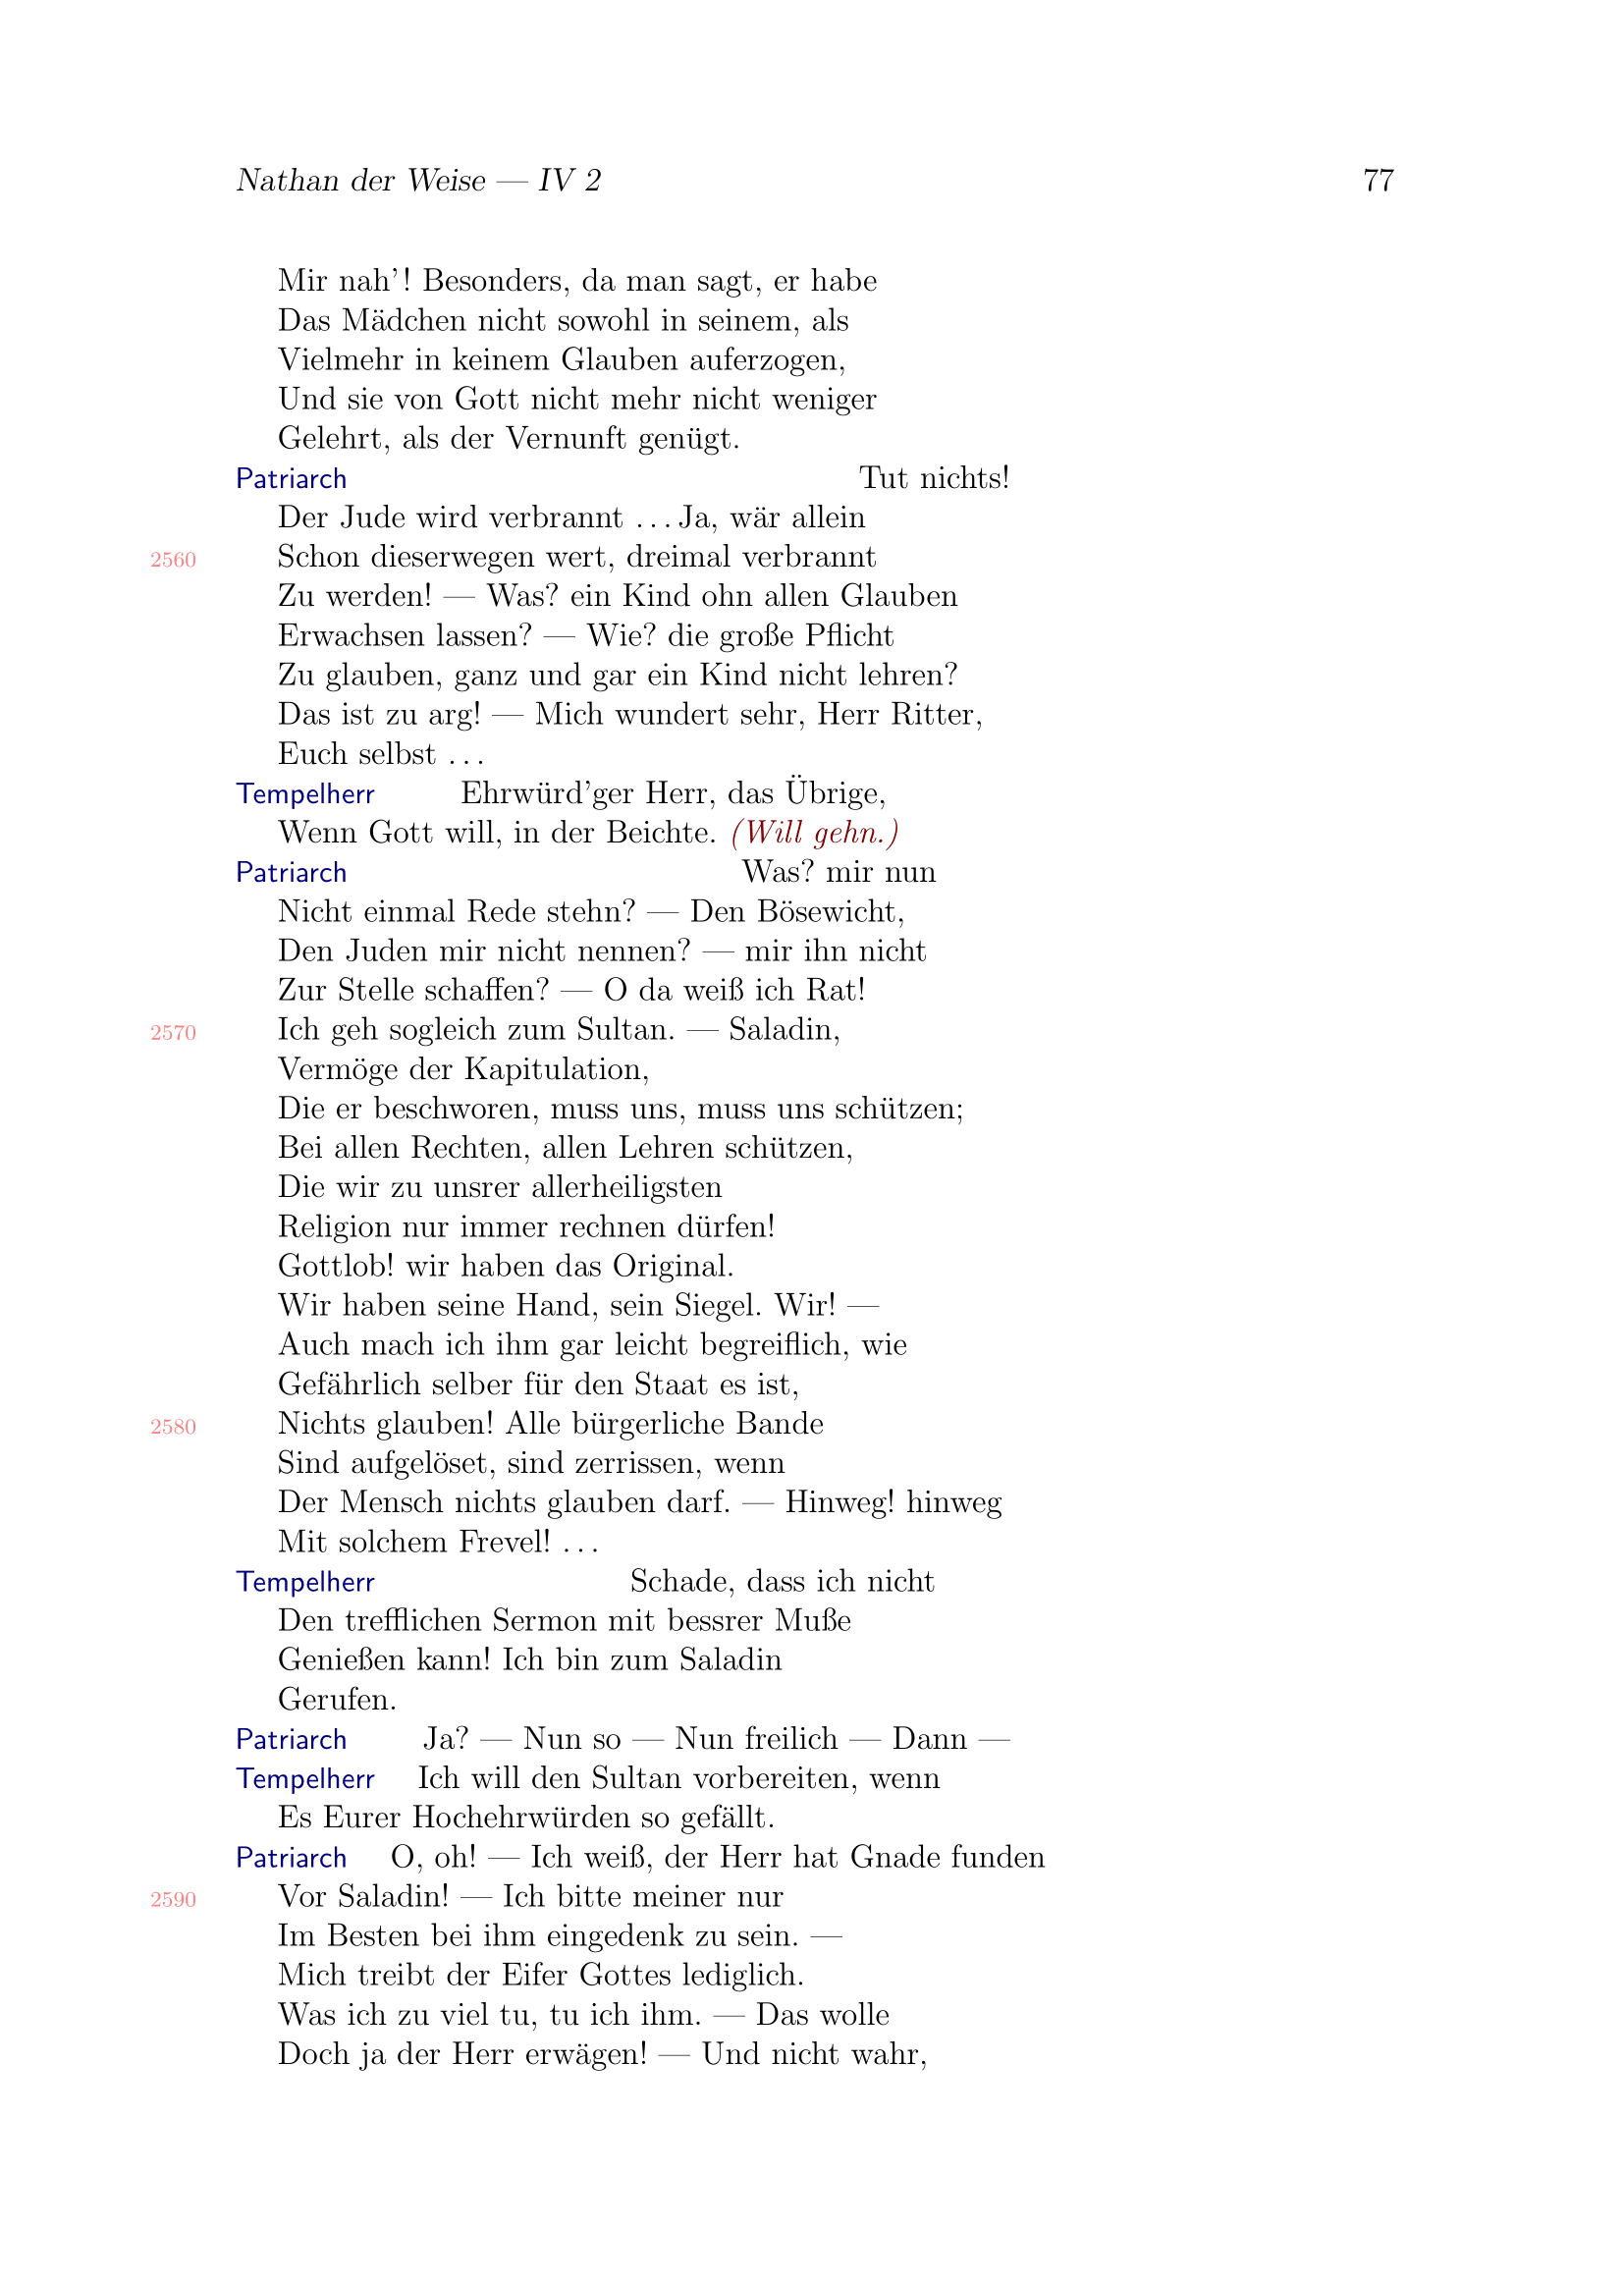 Nathan der Weise — IV 2 77
Mir nah'! Besonders, da man sagt, er habe
Das Mädchen nicht sowohl in seinem, als
Vielmehr in keinem Glauben auferzogen,
Und sie von Gott nicht mehr nicht weniger
Gelehrt, als der Vernunft genügt.
Patriarch Tut nichts!
Der Jude wird verbrannt … Ja, wär allein
2560 Schon dieserwegen wert, dreimal verbrannt
Zu werden! — Was? ein Kind ohn allen Glauben
Erwachsen lassen? — Wie? die große Pflicht
Zu glauben, ganz und gar ein Kind nicht lehren?
Das ist zu arg! — Mich wundert sehr, Herr Ritter,
Euch selbst …
Tempelherr Ehrwürd'ger Herr, das Übrige,
Wenn Gott will, in der Beichte. (Will gehn.)
Patriarch Was? mir nun
Nicht einmal Rede stehn? — Den Bösewicht,
Den Juden mir nicht nennen? — mir ihn nicht
Zur Stelle schaffen? — O da weiß ich Rat!
2570 Ich geh sogleich zum Sultan. — Saladin,
Vermöge der Kapitulation,
Die er beschworen, muss uns, muss uns schützen;
Bei allen Rechten, allen Lehren schützen,
Die wir zu unsrer allerheiligsten
Religion nur immer rechnen dürfen!
Gottlob! wir haben das Original.
Wir haben seine Hand, sein Siegel. Wir! —
Auch mach ich ihm gar leicht begreiflich, wie
Gefährlich selber für den Staat es ist,
2580 Nichts glauben! Alle bürgerliche Bande
Sind aufgelöset, sind zerrissen, wenn
Der Mensch nichts glauben darf. — Hinweg! hinweg
Mit solchem Frevel! …
Tempelherr Schade, dass ich nicht
Den trefflichen Sermon mit bessrer Muße
Genießen kann! Ich bin zum Saladin
Gerufen.
Patriarch Ja? — Nun so — Nun freilich — Dann —
Tempelherr Ich will den Sultan vorbereiten, wenn
Es Eurer Hochehrwürden so gefällt.
Patriarch O, oh! — Ich weiß, der Herr hat Gnade funden
2590 Vor Saladin! — Ich bitte meiner nur
Im Besten bei ihm eingedenk zu sein. —
Mich treibt der Eifer Gottes lediglich.
Was ich zu viel tu, tu ich ihm. — Das wolle
Doch ja der Herr erwägen! — Und nicht wahr,